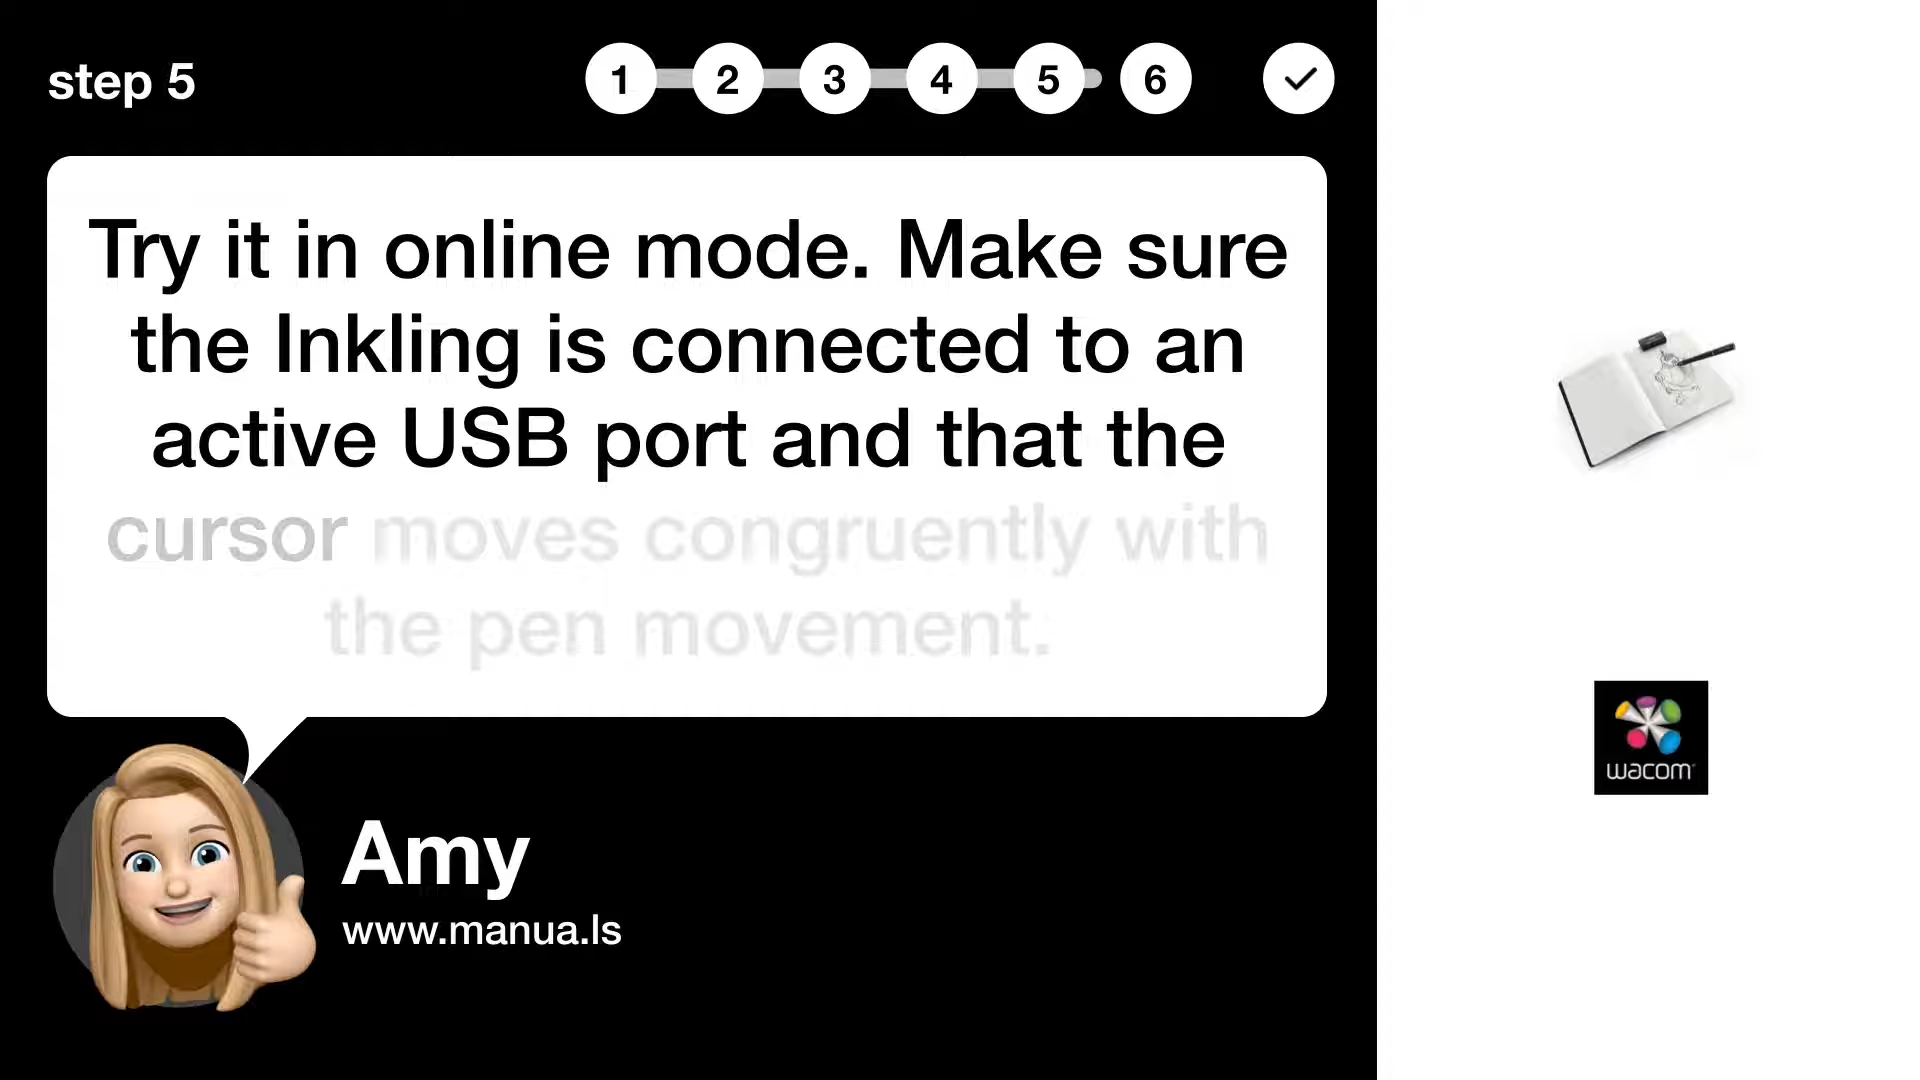 step 5
1 2 3 4 5 6
Try it in online mode. Make sure
the Inkling is connected to an
active USB port and that the
cursor moves congruently with
the pen movement.
Amy
www.manua.ls
wacom